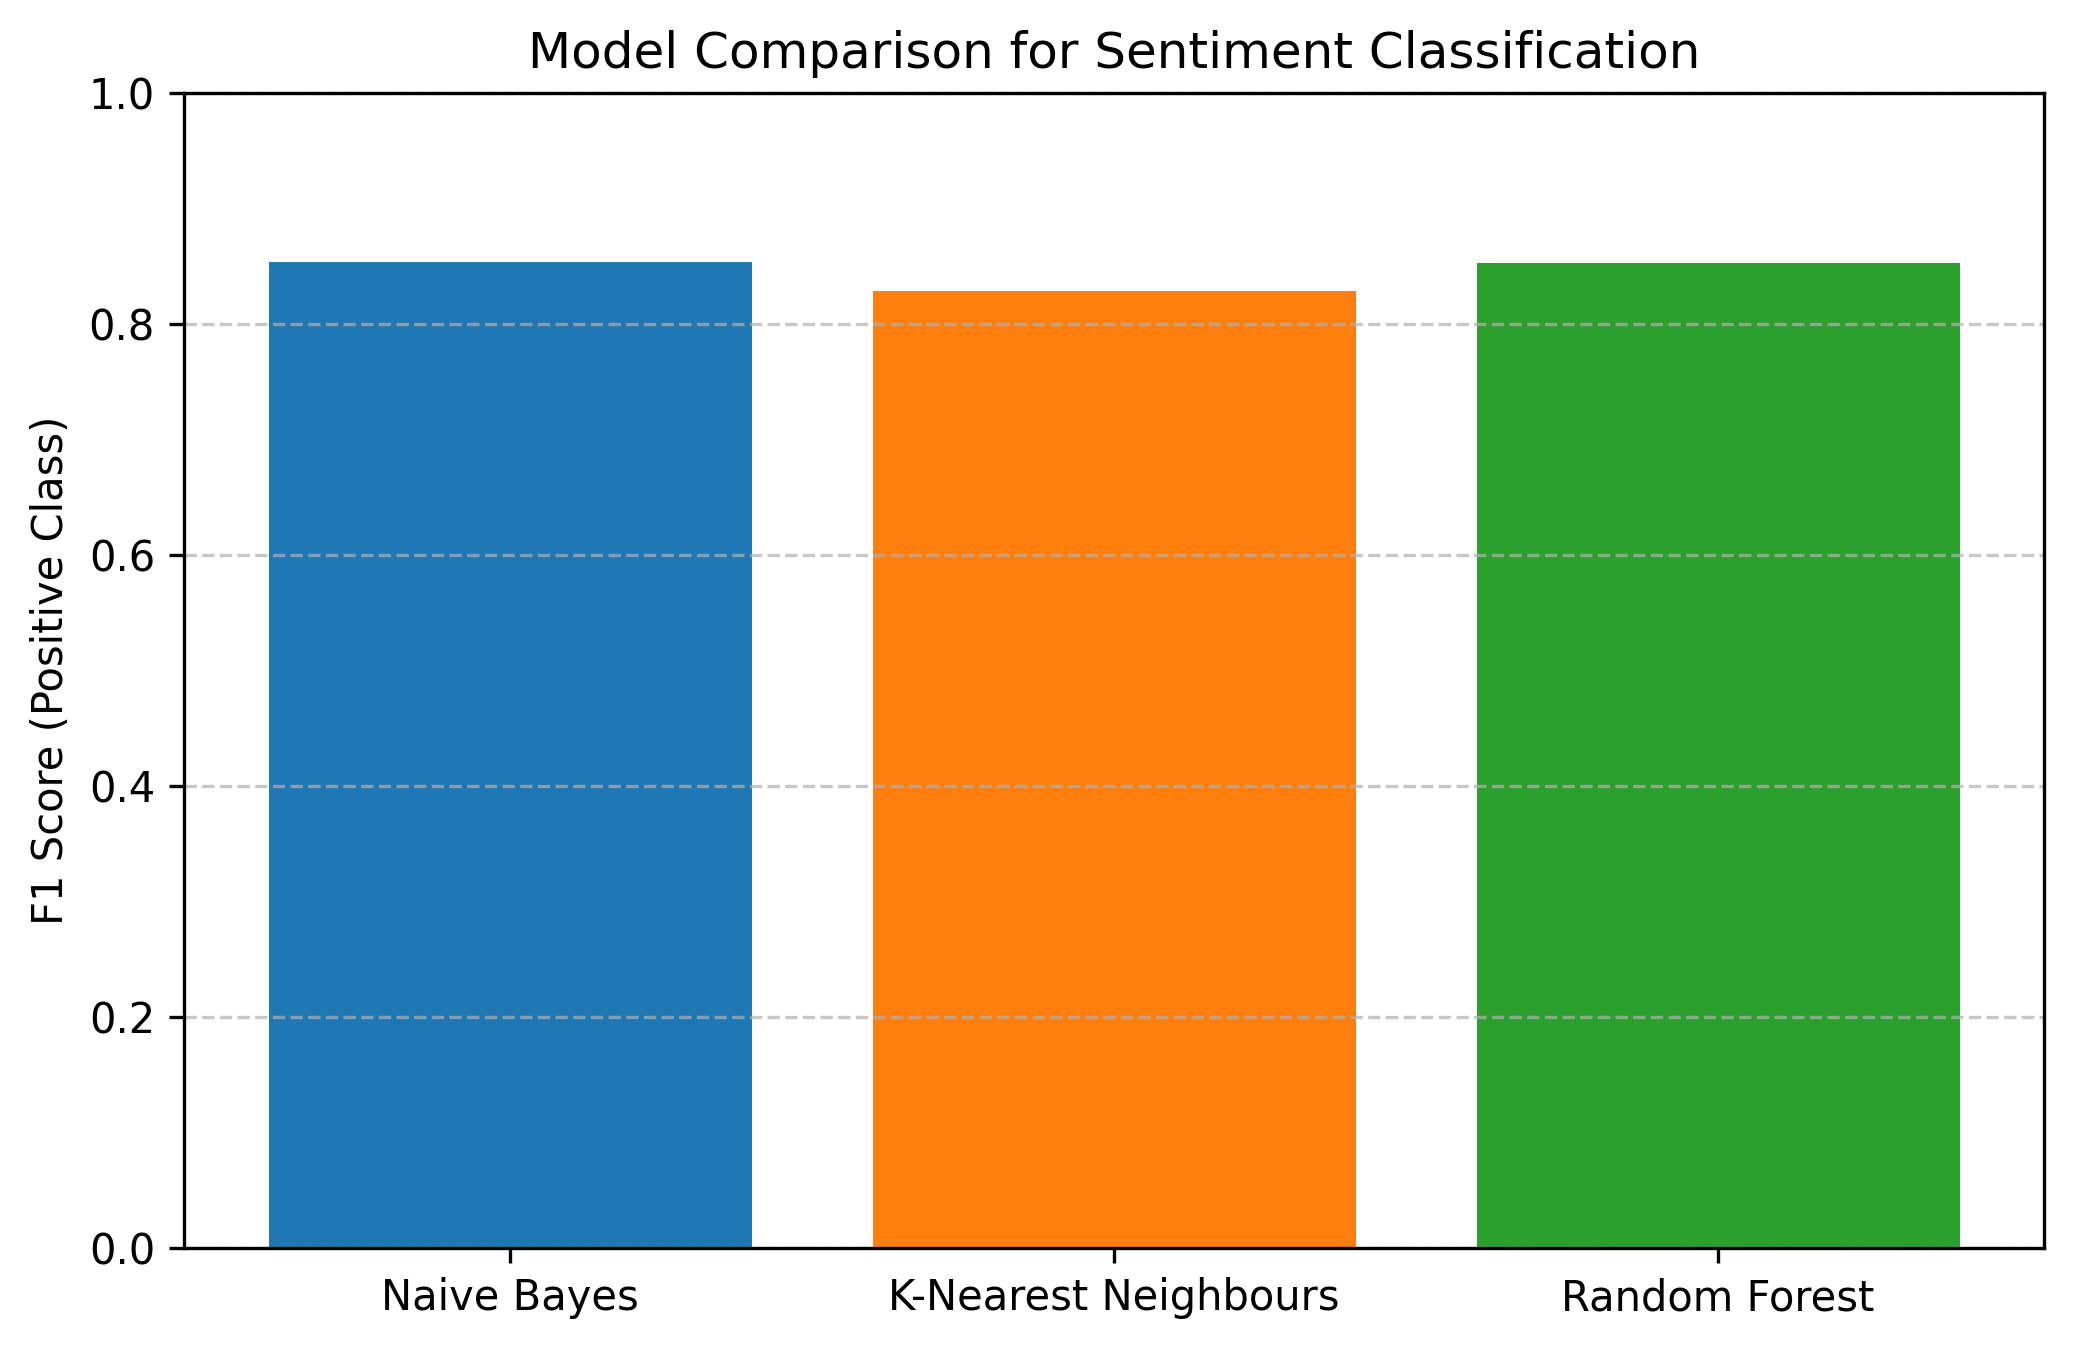 Model Comparison for Sentiment Classification
F1 Score (Positive Class)
1.0
0.8
0.6
0.4
0.2
0.0
Naive Bayes
K-Nearest Neighbours
Random Forest